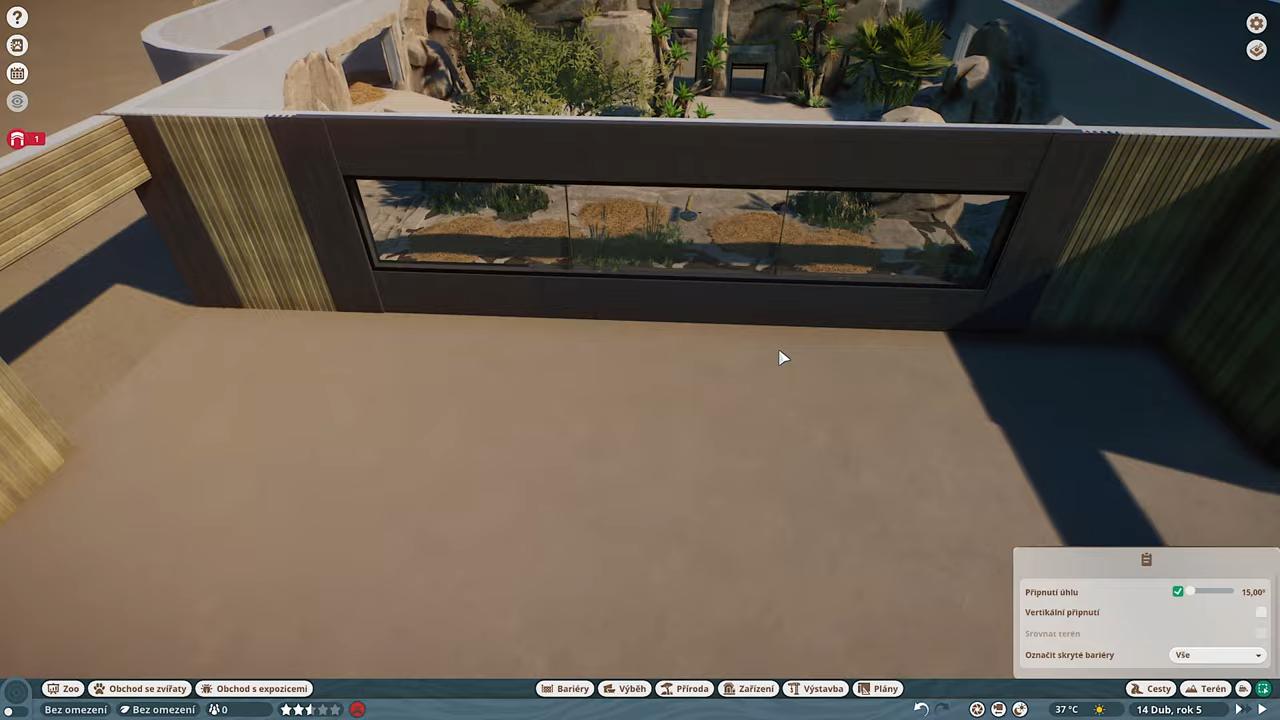 1
Připnutí úhlu
15,00°
Vertikální připnutí
Srovnat terén
Označit skryté bariéry
Vše
Zoo
Obchod se zvířaty
Obchod s expozicemi
Bariéry
Výběh
Příroda
Zařízení
Výstavba
Plány
Cesty
Terén
Bez omezení
Bez omezení
0
37 °C
14 Dub, rok 5